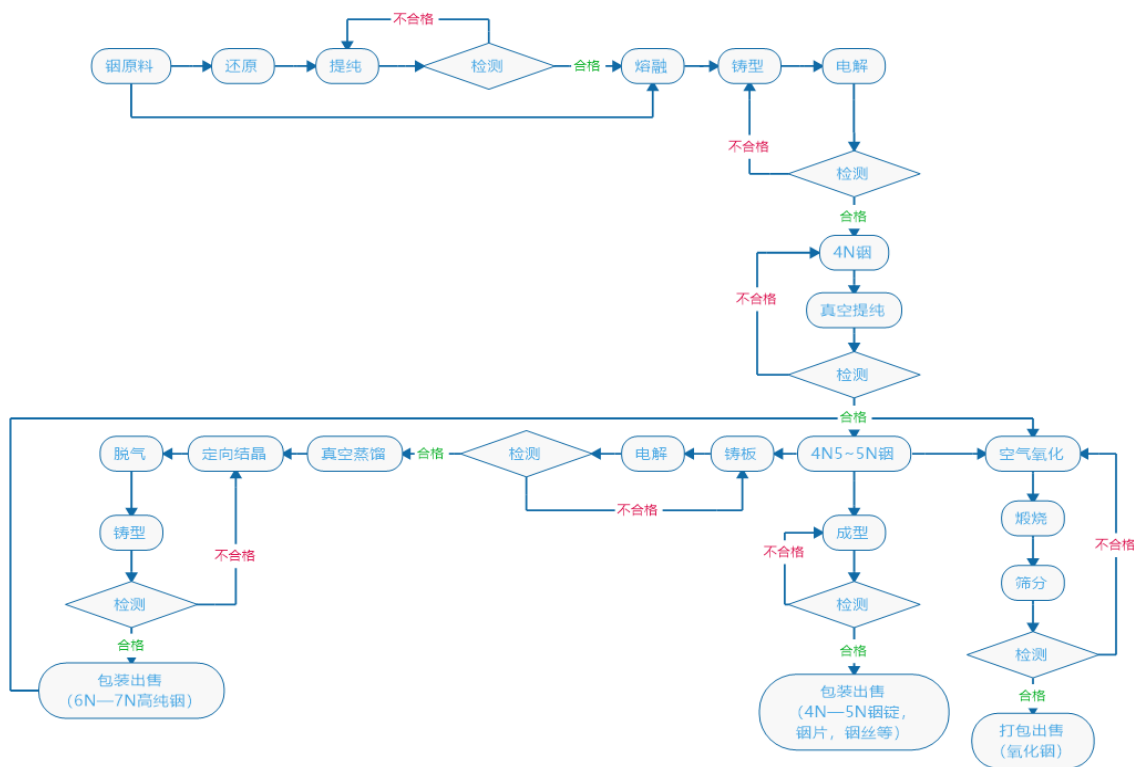 不合格
铟原料
还原
提纯
检测
合格
熔融
铸型
电解
不合格
检测
合格
4N铟
不合格
真空提纯
检测
合格
脱气
定向结晶
真空蒸馏
合格
检测
电解
铸板
4N5~5N铟
空气氧化
不合格
铸型
不合格
成型
不合格
煅烧
不合格
检测
检测
筛分
合格
合格
检测
包装出售
（6N—7N高纯铟）
包装出售
（4N—5N铟锭，
铟片，铟丝等）
合格
打包出售
（氧化铟）